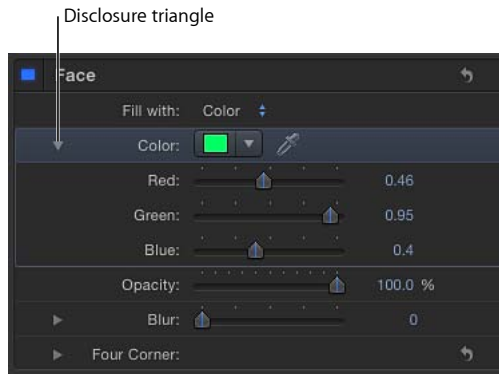 Disclosure triangle
Face
Fill with: Color
Color:
Red: 0.46
Green: 0.95
Blue: 0.4
Opacity: 100.0 %
Blur: 0
Four Corner: